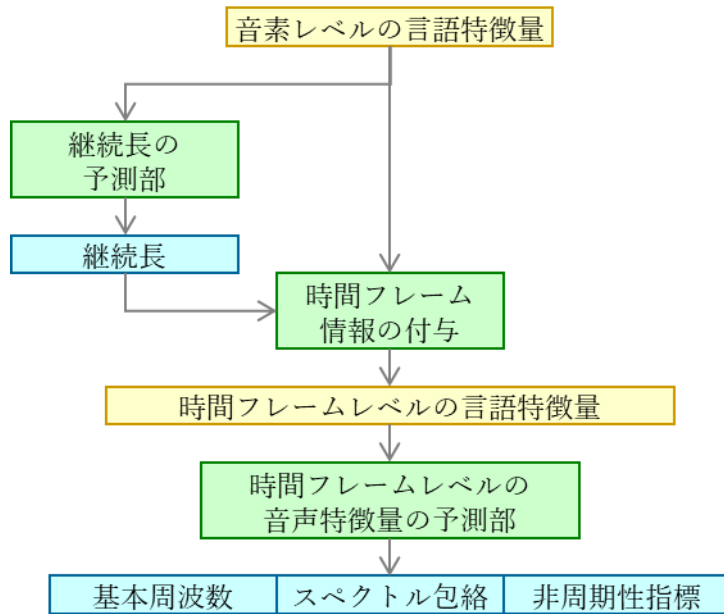 音素レベルの言語特徴量
継続長の
予測部
継続長
時間フレーム
情報の付与
時間フレームレベルの言語特徴量
時間フレームレベルの
音声特徴量の予測部
基本周波数
スペクトル包絡
非周期性指標